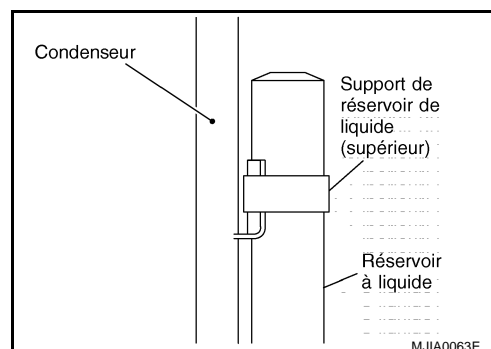 Condenseur
Support de
réservoir de
liquide
(supérieur)
Réservoir
à liquide
MJIA0063E